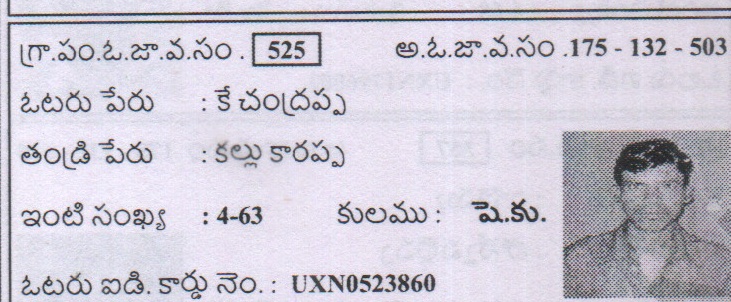 గ్రా.పం.ఓ.జా.వ.సం . 525 అ.ఓ.జా.వ.సం .175 - 132 - 503
ఓటరు పేరు : కే చంద్రప్ప
తండ్రి పేరు : కల్లు కారప్ప
ఇంటి సంఖ్య : 4-63 కులము : షె.కు.
ఓటరు ఐడి. కార్డు నెం. : UXN0523860